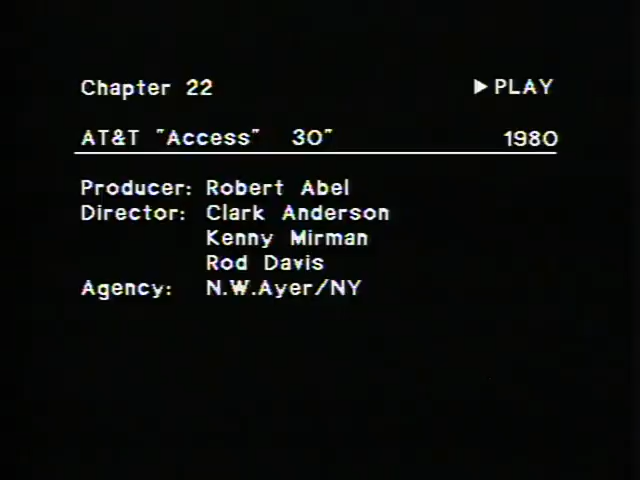 Chapter 22 ▶PLAY
AT&T "Access" 30" 1980
Producer: Robert Abel
Director: Clark Anderson
Kenny Mirman
Rod Davis
Agency: N.W.Ayer/NY